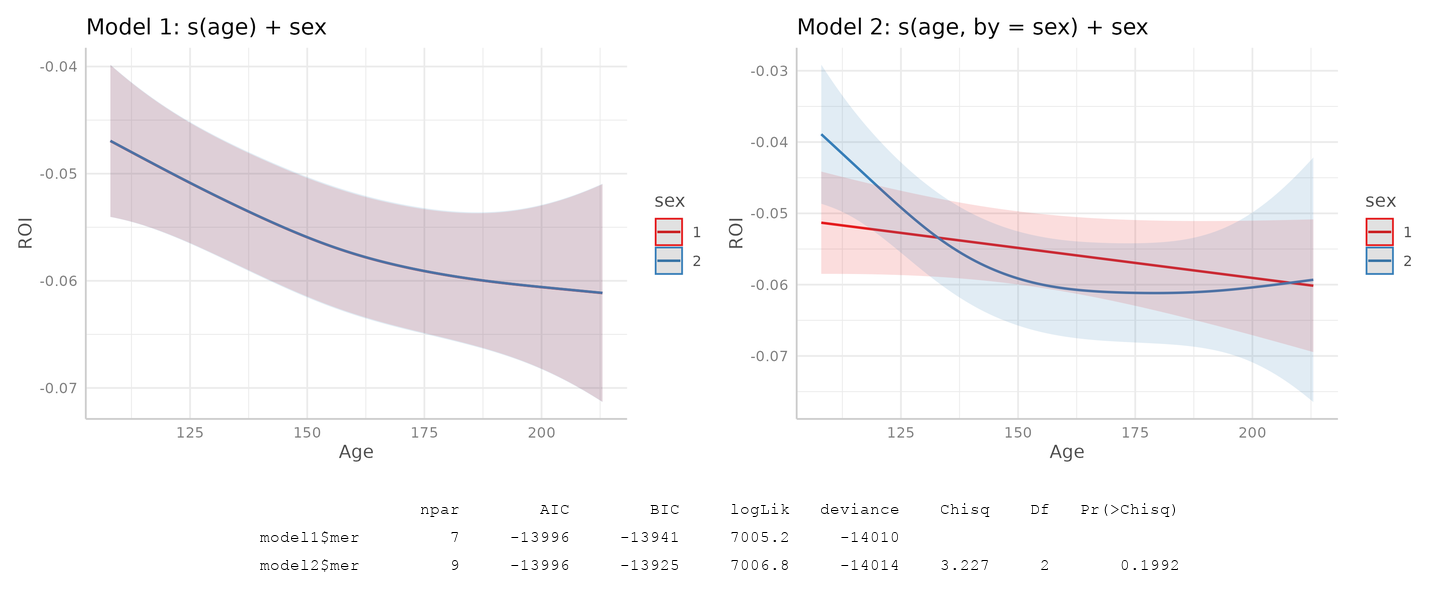 Model 1: s(age) + sex
-0.04
-0.05
-0.06
-0.07
ROI
125 150 175 200
Age
sex
1
2
Model 2: s(age, by = sex) + sex
-0.03
-0.04
-0.05
-0.06
-0.07
ROI
125 150 175 200
Age
sex
1
2
npar AIC BIC logLik deviance Chisq Df Pr(>Chisq)
model1$mer 7 -13996 -13941 7005.2 -14010
model2$mer 9 -13996 -13925 7006.8 -14014 3.227 2 0.1992